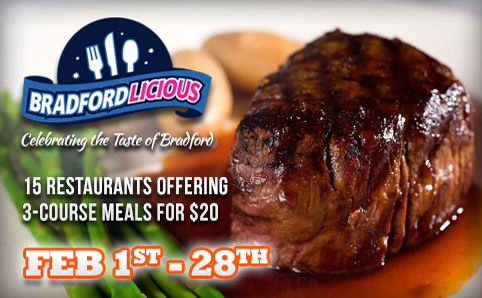 BRADFORDLICIOUS
Celebrating the Taste of Bradford
15 RESTAURANTS OFFERING
3-COURSE MEALS FOR $20
FEB 1ST - 28TH